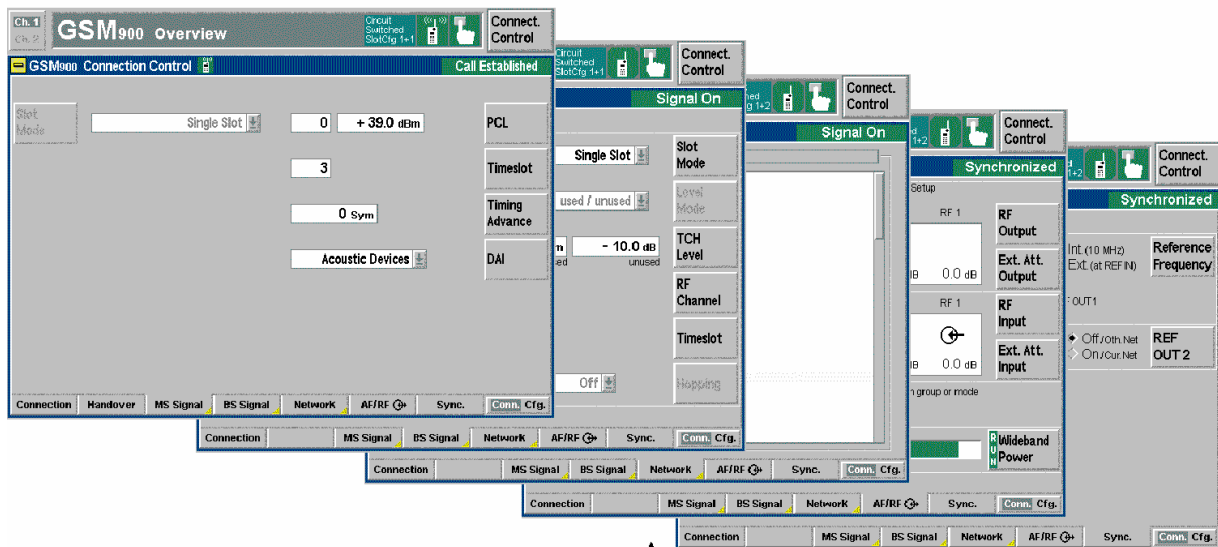 Ch. 1
Ch. 2
GSM900 Overview
Circuit
Switched
SlotCfg 1+1
Connect.
Control
GSM900 Connection Control
Call Established
Slot
Mode
Single Slot
0
+ 39.0 dBm
PCL
3
Timeslot
0 Sym
Timing
Advance
Acoustic Devices
DAI
Connection Handover MS Signal BS Signal Network AF/RF Sync. Conn. Cfg.
Circuit
Switched
SlotCfg 1+1
Connect.
Control
Signal On
Single Slot
Slot
Mode
used / unused
Level
Mode
- 10.0 dB
unused
TCH
Level
RF
Channel
Timeslot
Off
Hopping
Connection MS Signal BS Signal Network AF/RF Sync. Conn. Cfg.
1+2
Connect.
Control
Signal On
Connection MS Signal BS Signal Network AF/RF Sync. Conn. Cfg.
1+2
Connect.
Control
Synchronized
Setup
RF 1
RF
Output
0.0 dB
Ext. Att.
Output
RF 1
RF
Input
0.0 dB
Ext. Att.
Input
group or mode
RUN
Wideband
Power
Connection MS Signal BS Signal Network AF/RF Sync. Conn. Cfg.
1+2
Connect.
Control
Synchronized
Int. (10 MHz)
Ext. (at REF IN)
Reference
Frequency
OUT1
Off / Oth. Net
On / Cur. Net
REF
OUT 2
Connection MS Signal BS Signal Network AF/RF Sync. Conn. Cfg.